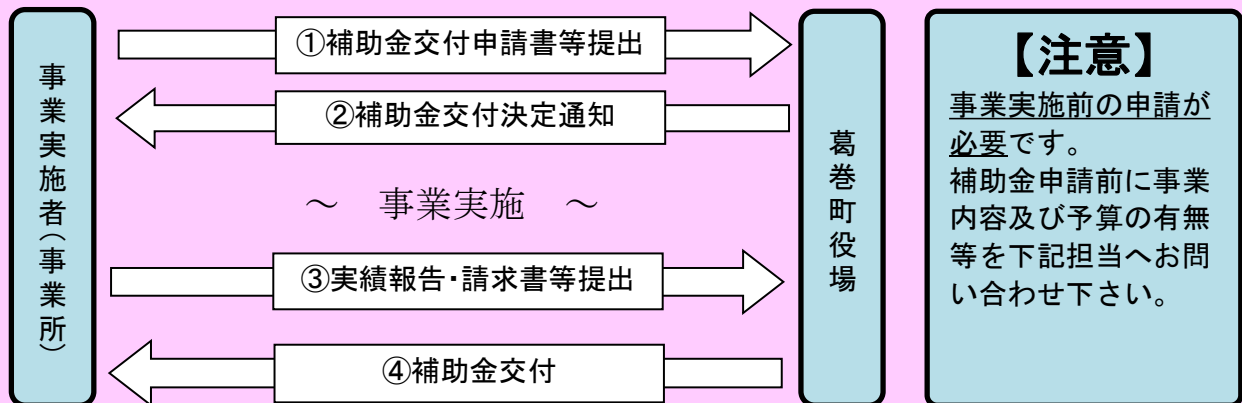 事業実施者(事業所)
①補助金交付申請書等提出
②補助金交付決定通知
～　事業実施　～
③実績報告・請求書等提出
④補助金交付
葛巻町役場
【注意】
事業実施前の申請が
必要です。
補助金申請前に事業
内容及び予算の有無
等を下記担当へお問
い合わせ下さい。